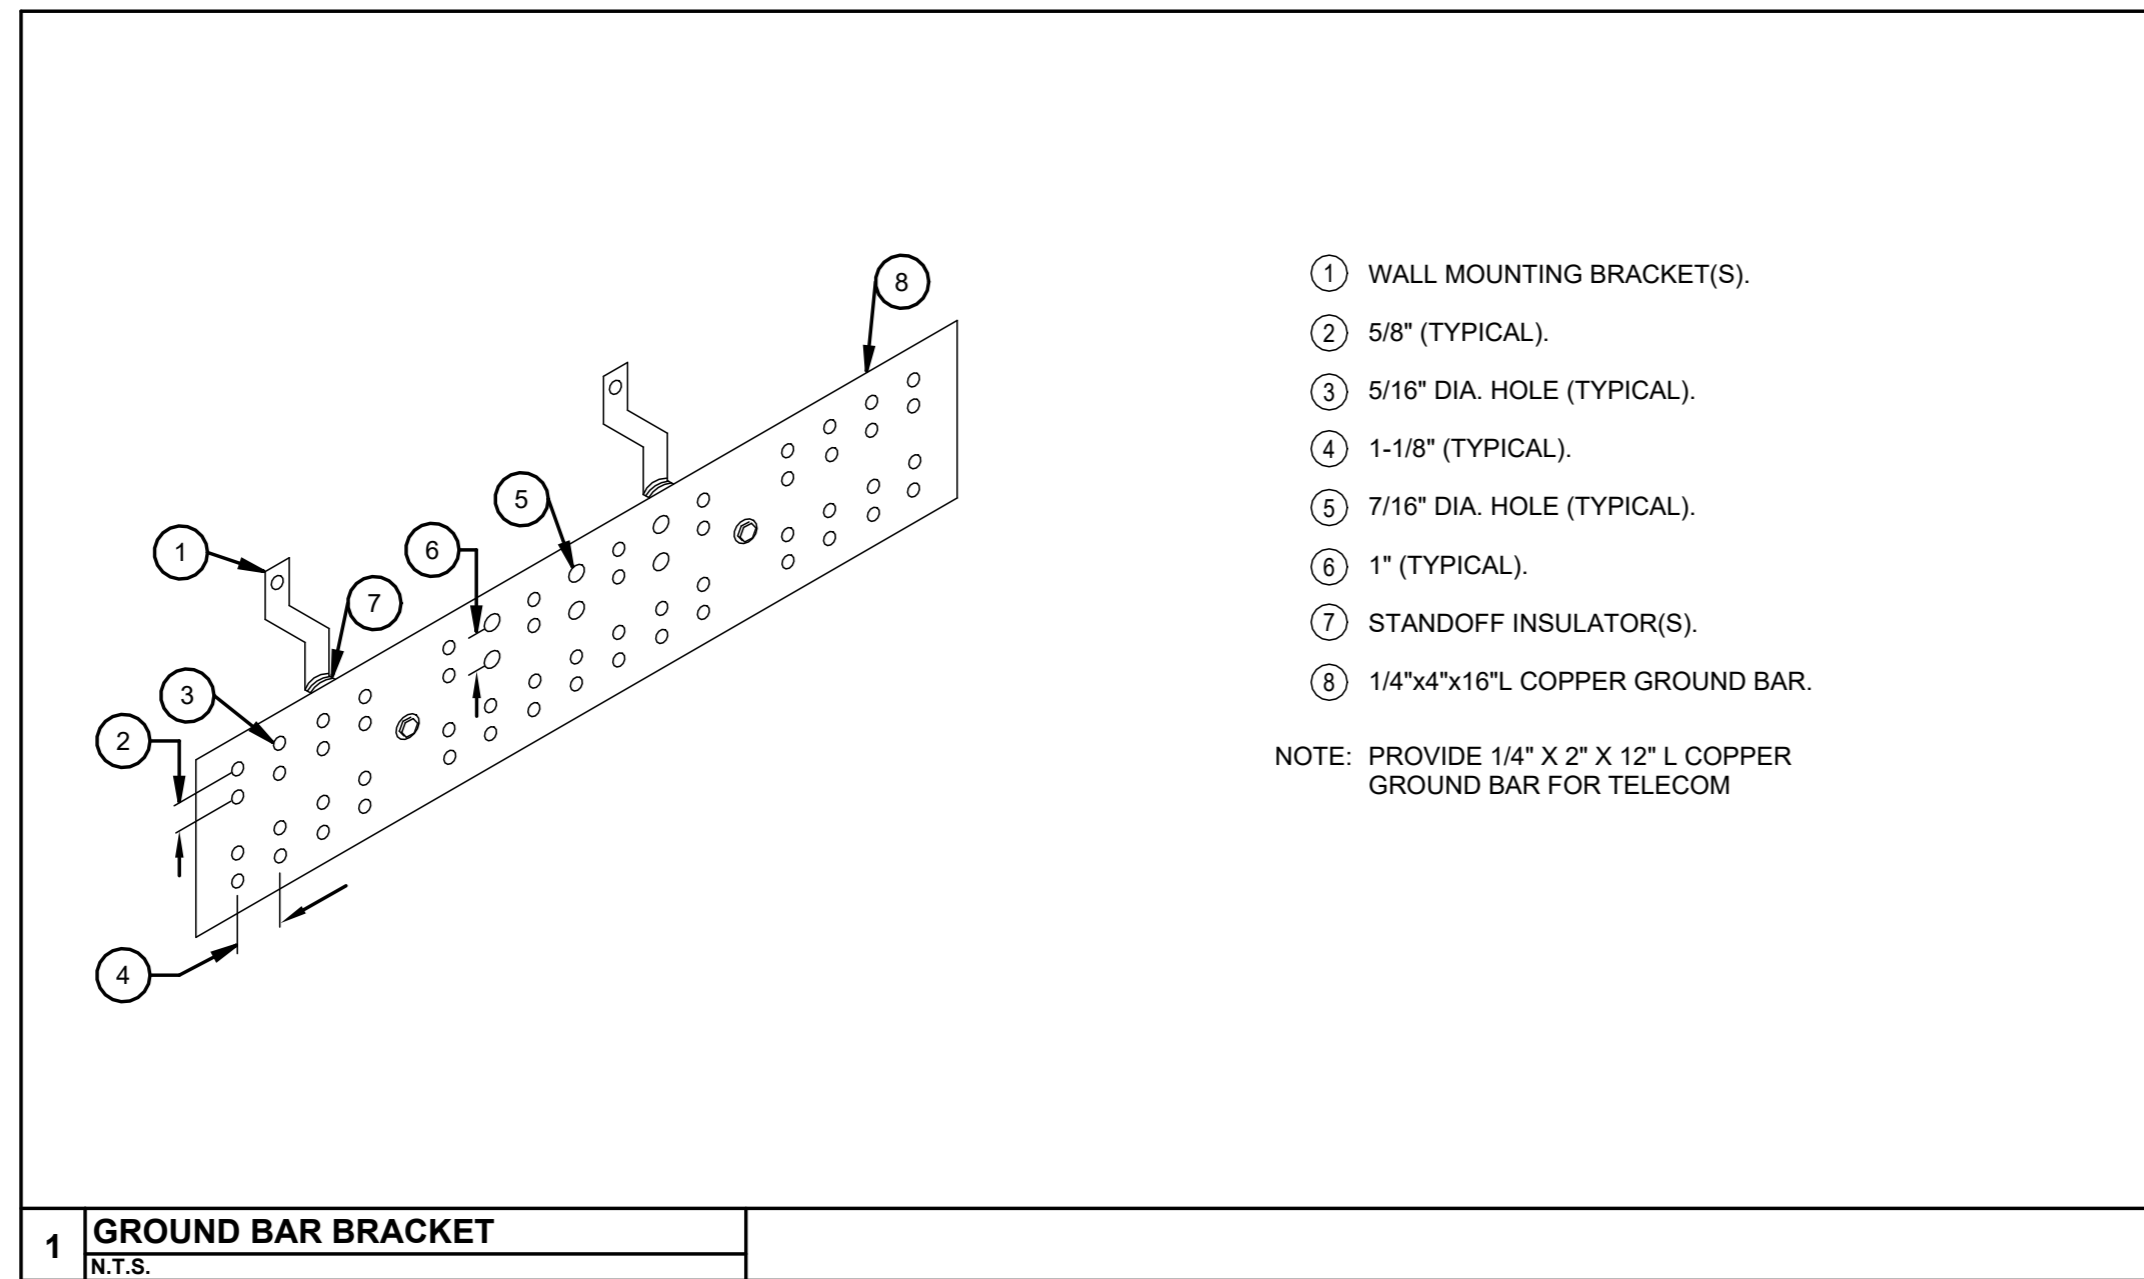 8
5
6
1
7
3
2
4
1 WALL MOUNTING BRACKET(S).
2 5/8" (TYPICAL).
3 5/16" DIA. HOLE (TYPICAL).
4 1-1/8" (TYPICAL).
5 7/16" DIA. HOLE (TYPICAL).
6 1" (TYPICAL).
7 STANDOFF INSULATOR(S).
8 1/4"x4"x16"L COPPER GROUND BAR.
NOTE: PROVIDE 1/4" X 2" X 12" L COPPER
GROUND BAR FOR TELECOM
1 GROUND BAR BRACKET
N.T.S.